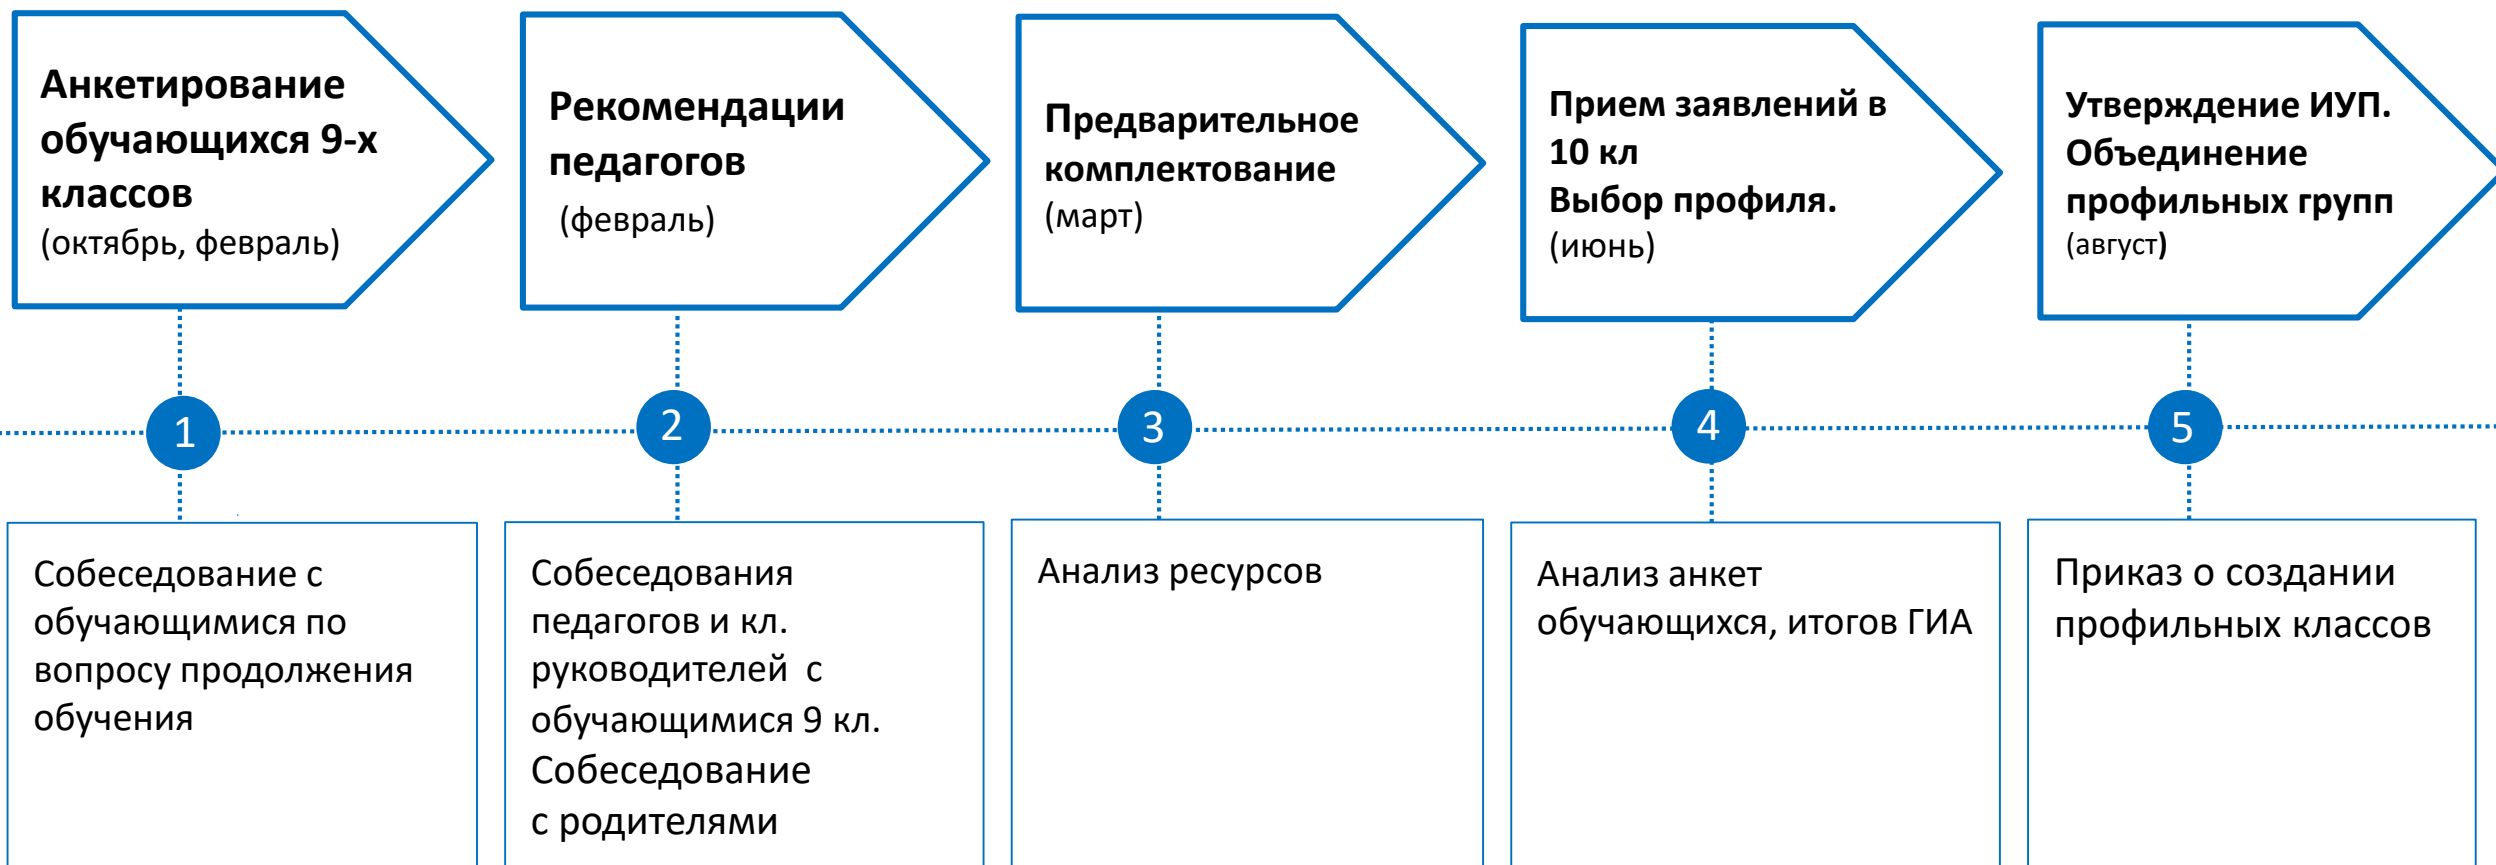 Анкетирование
обучающихся 9-х
классов
(октябрь, февраль)
Рекомендации
педагогов
(февраль)
Предварительное
комплектование
(март)
Прием заявлений в
10 кл
Выбор профиля.
(июнь)
Утверждение ИУП.
Объединение
профильных групп
(август)
1
2
3
4
5
Собеседование с
обучающимися по
вопросу продолжения
обучения
Собеседования
педагогов и кл.
руководителей с
обучающимися 9 кл.
Собеседование
с родителями
Анализ ресурсов
Анализ анкет
обучающихся, итогов ГИА
Приказ о создании
профильных классов